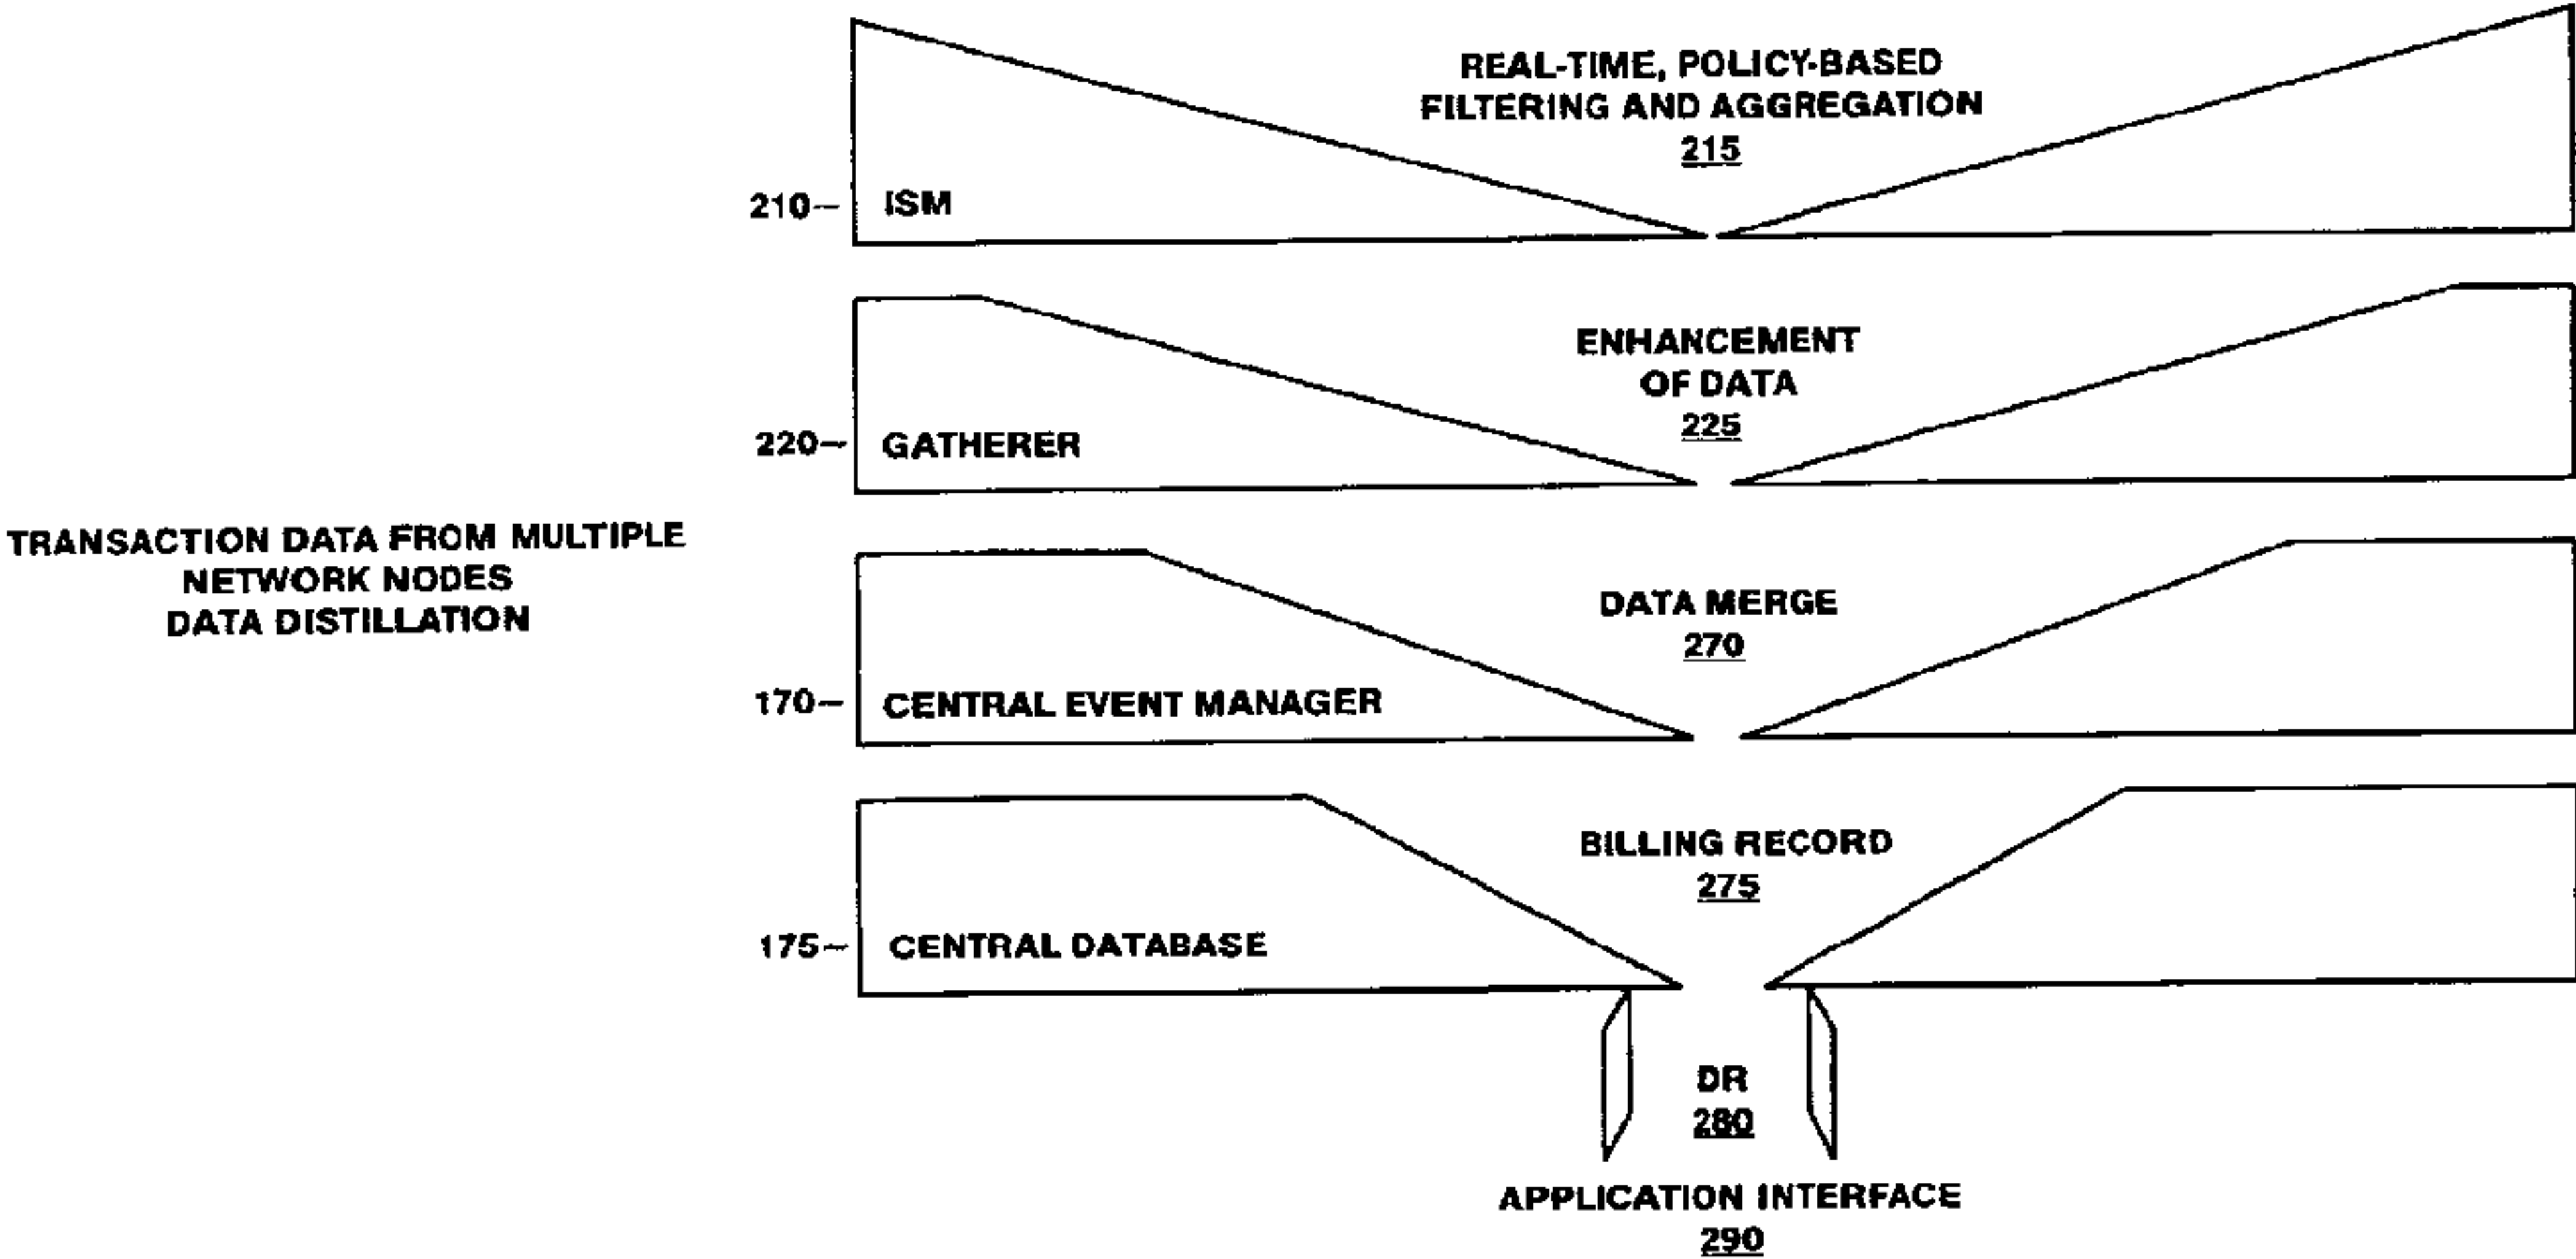 REAL-TIME, POLICY-BASED
FILTERING AND AGGREGATION
215
210
ISM
ENHANCEMENT
OF DATA
225
220
GATHERER
TRANSACTION DATA FROM MULTIPLE
NETWORK NODES
DATA DISTILLATION
DATA MERGE
270
170
CENTRAL EVENT MANAGER
BILLING RECORD
275
175
CENTRAL DATABASE
DR
280
APPLICATION INTERFACE
290